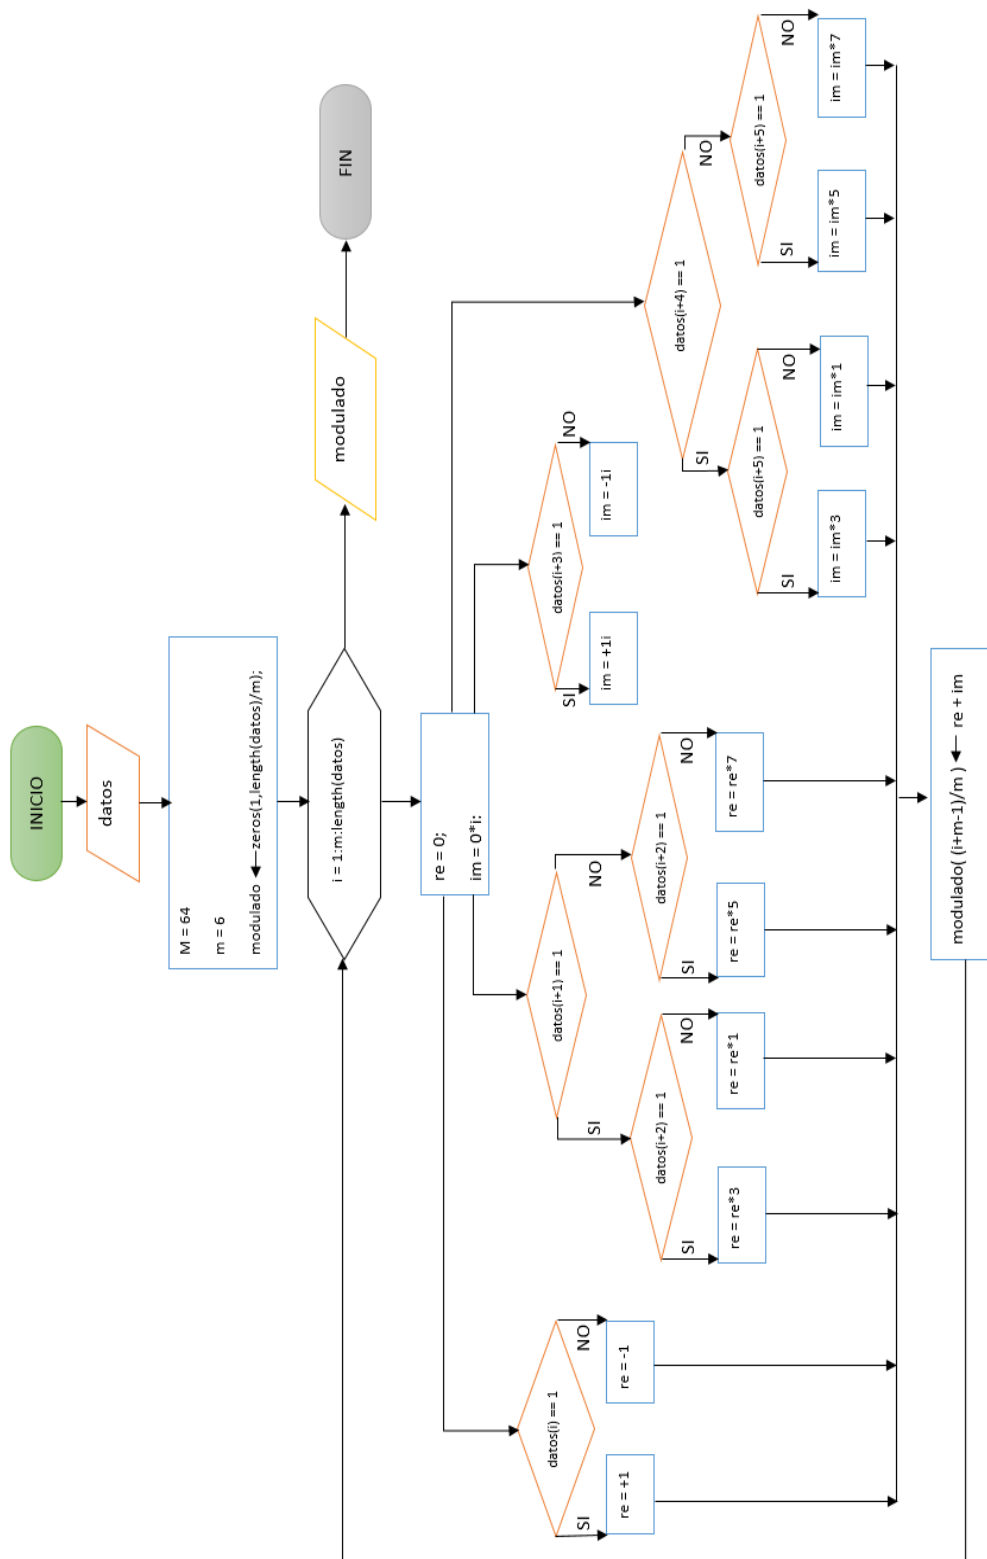 INICIO
datos
M = 64
m = 6
modulado ← zeros(1,length(datos)/m);
i = 1:m:length(datos)
modulado
FIN
re = 0;
im = 0*i:
datos(i) == 1
SI
NO
re = +1
re = -1
datos(i+1) == 1
SI
NO
datos(i+2) == 1
SI
NO
re = re*3
re = re*1
datos(i+2) == 1
SI
NO
re = re*5
re = re*7
datos(i+3) == 1
SI
NO
im = +1i
im = -1i
datos(i+4) == 1
SI
NO
datos(i+5) == 1
SI
NO
im = im*3
im = im*1
datos(i+5) == 1
SI
NO
im = im*5
im = im*7
modulado( (i+m-1)/m ) ← re + im